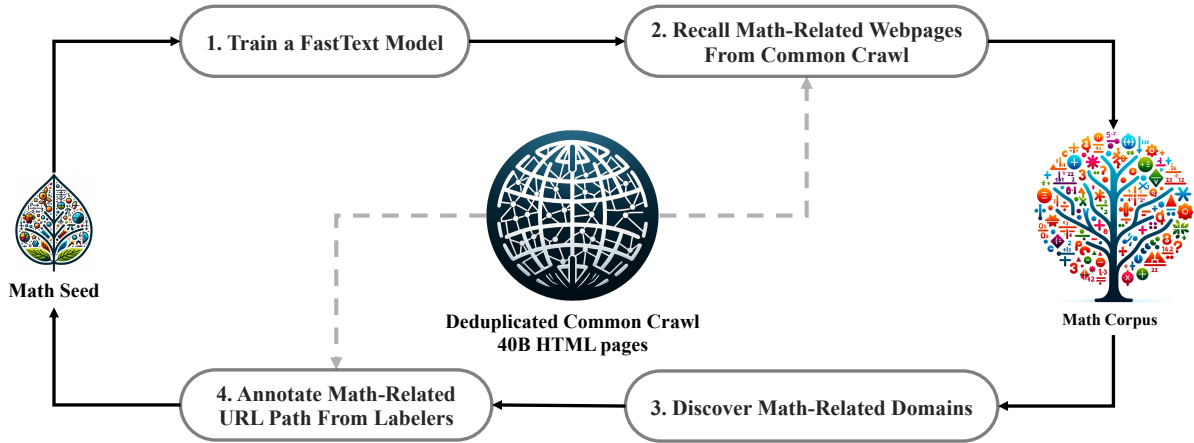 1. Train a FastText Model
2. Recall Math-Related Webpages
From Common Crawl
Math Seed
Deduplicated Common Crawl
40B HTML pages
Math Corpus
4. Annotate Math-Related
URL Path From Labelers
3. Discover Math-Related Domains